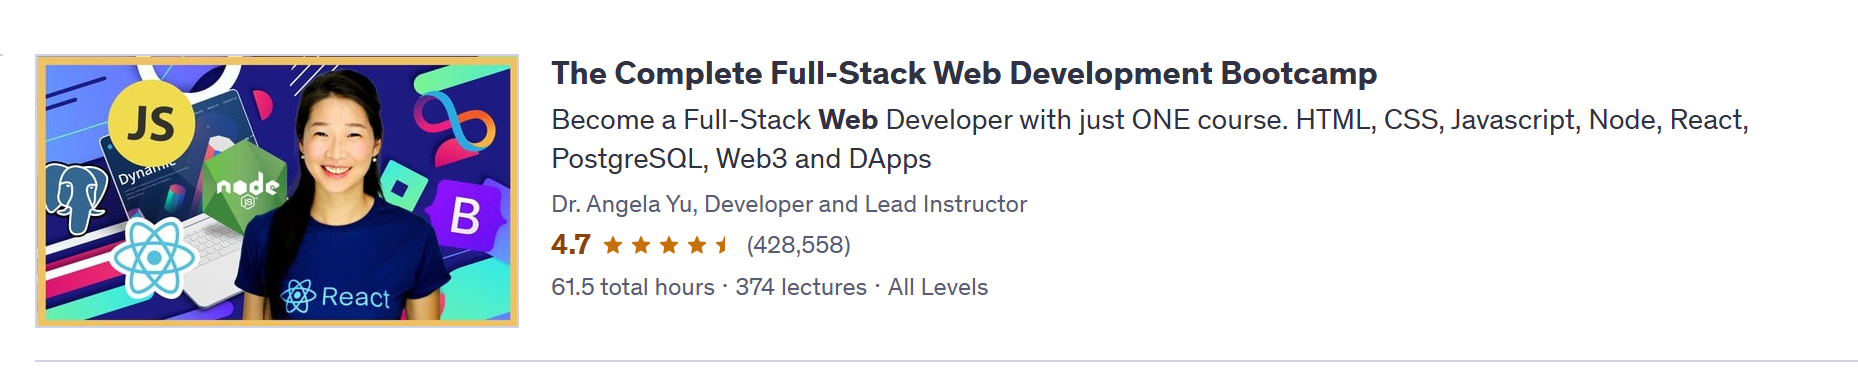 JS
Dynamic
node
JS
B
React
The Complete Full-Stack Web Development Bootcamp
Become a Full-Stack Web Developer with just ONE course. HTML, CSS, Javascript, Node, React,
PostgreSQL, Web3 and DApps
Dr. Angela Yu, Developer and Lead Instructor
4.7 (428,558)
61.5 total hours · 374 lectures · All Levels